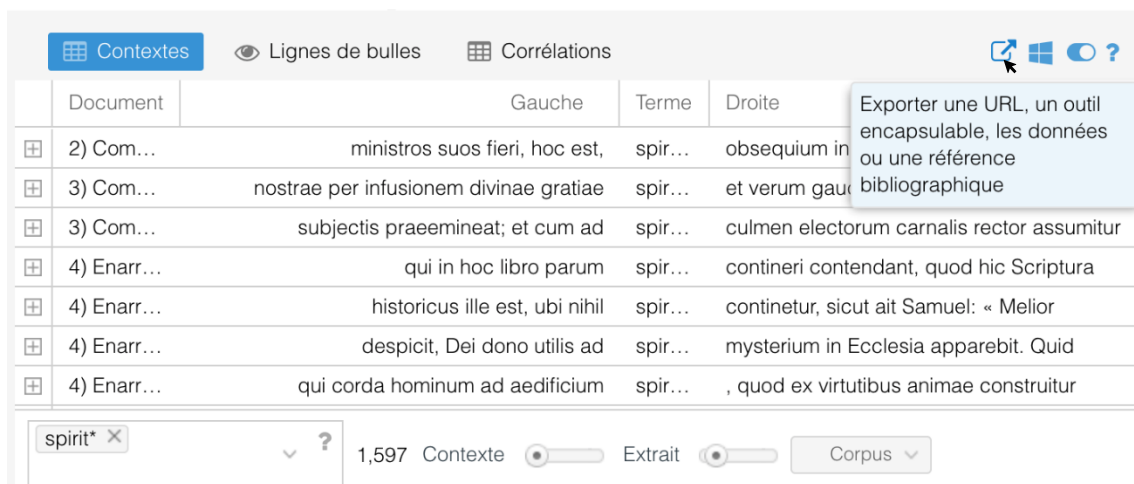 Contextes Lignes de bulles Corrélations ?
Document Gauche Terme Droite
Exporter une URL, un outil
encapsulable, les données
ou une référence
bibliographique
2) Com… ministros suos fieri, hoc est, spir… obsequium in
3) Com… nostrae per infusionem divinae gratiae spir… et verum
3) Com… subjectis praeemineat; et cum ad spir… culmen electorum carnalis rector assumitur
4) Enarr… qui in hoc libro parum spir… contineri contendant, quod hic Scriptura
4) Enarr… historicus ille est, ubi nihil spir… continetur, sicut ait Samuel: « Melior
4) Enarr… despicit, Dei dono utilis ad spir… mysterium in Ecclesia apparebit. Quid
4) Enarr… qui corda hominum ad aedificium spir… , quod ex virtutibus animae construitur
spirit* ? 1,597 Contexte Extrait Corpus